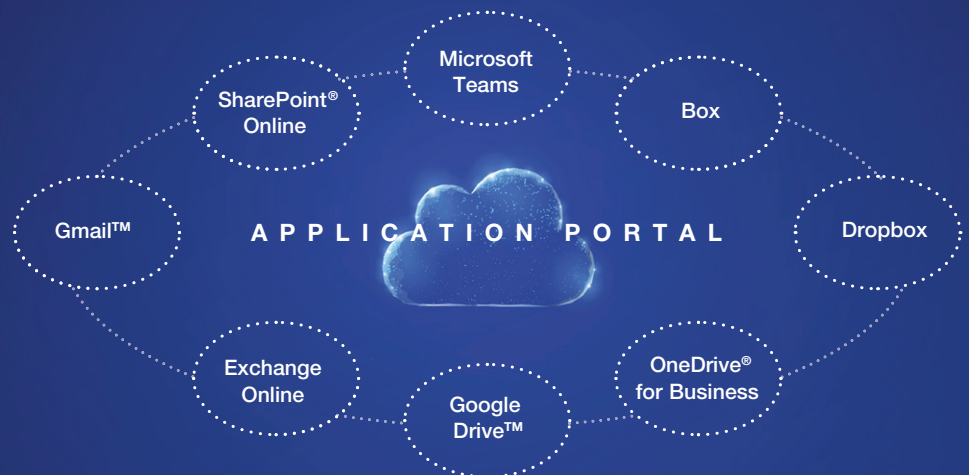 Microsoft
Teams
SharePoint®
Online
Box
Gmail™
APPLICATION PORTAL
Dropbox
Exchange
Online
OneDrive®
for Business
Google
Drive™